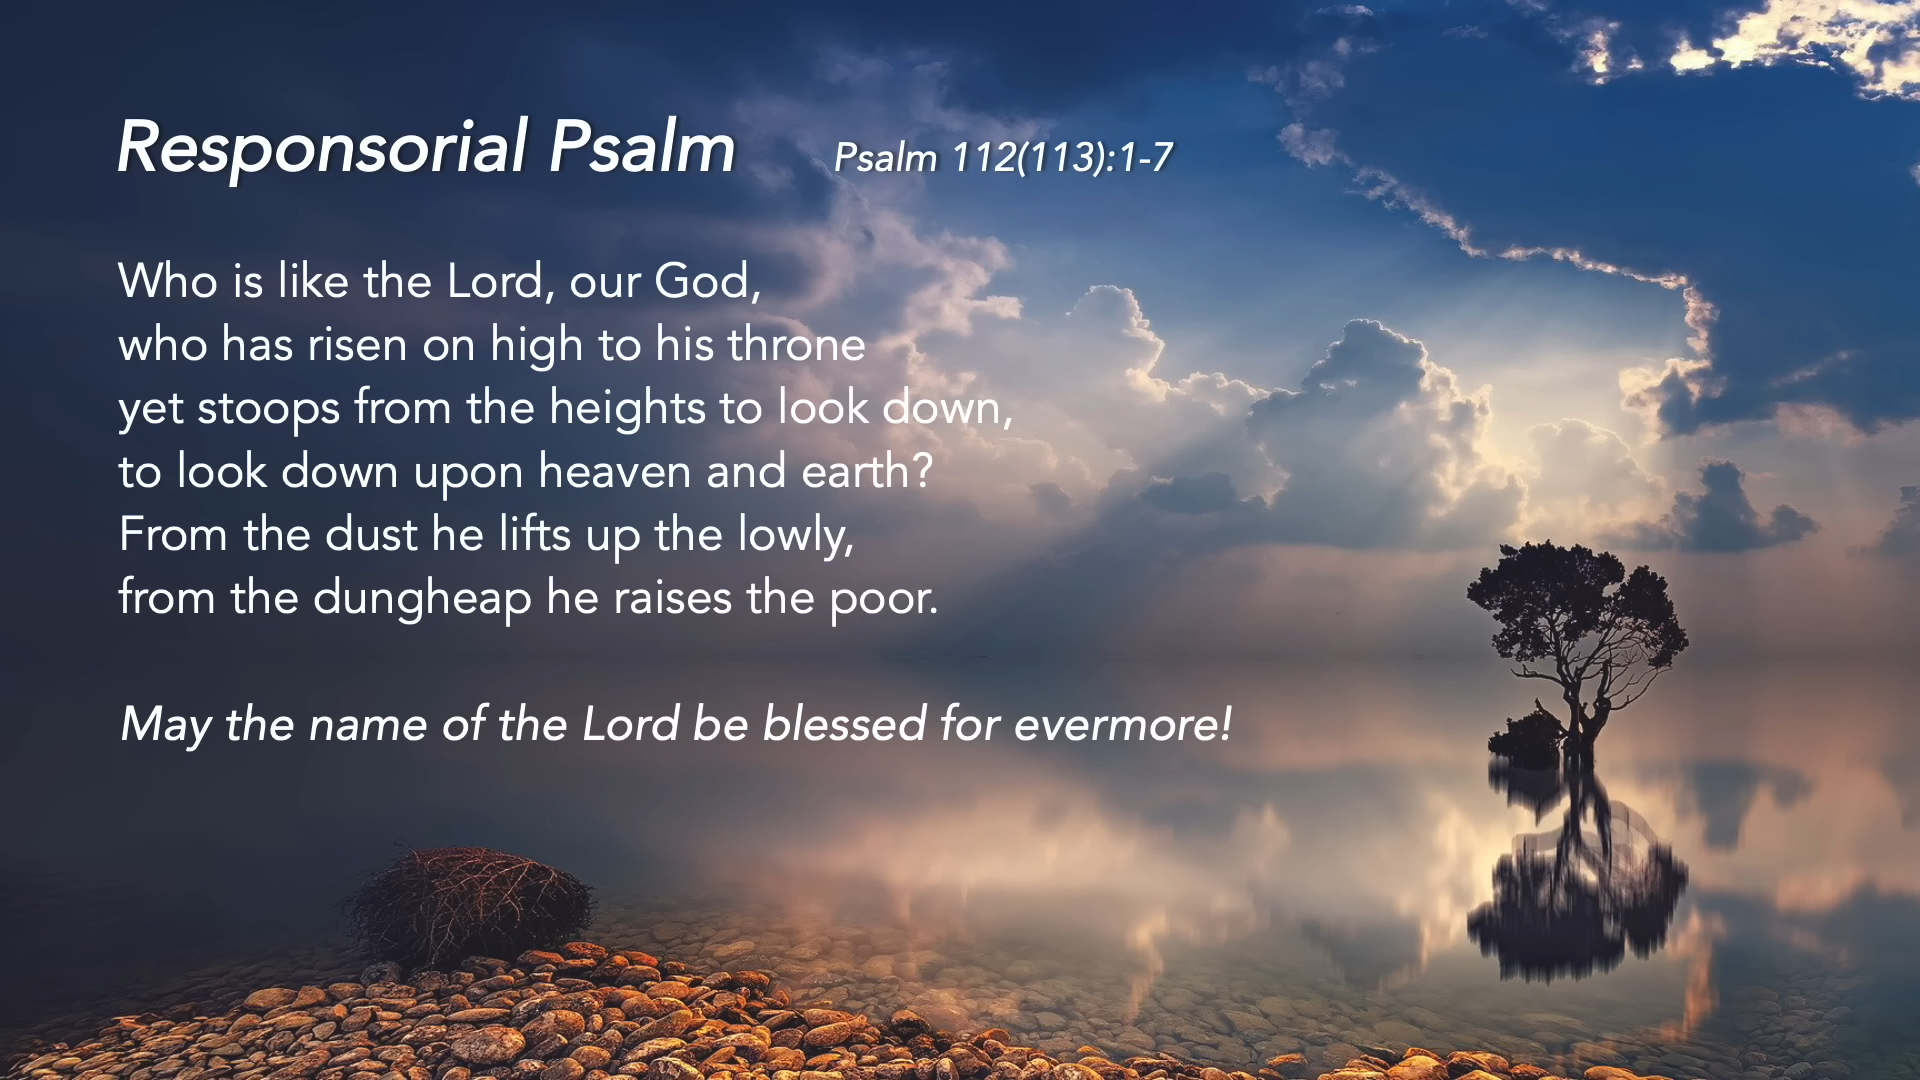 Responsorial Psalm Psalm 112(113):1-7
Who is like the Lord, our God,
who has risen on high to his throne
yet stoops from the heights to look down,
to look down upon heaven and earth?
From the dust he lifts up the lowly,
from the dungheap he raises the poor.
May the name of the Lord be blessed for evermore!